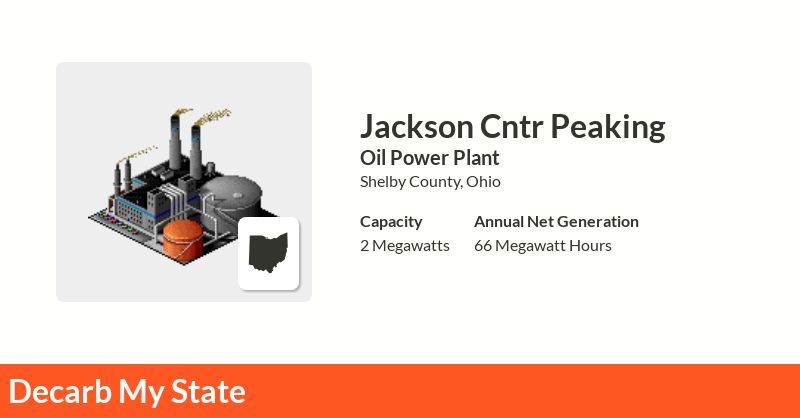 Jackson Cntr Peaking
Oil Power Plant
Shelby County, Ohio
Capacity Annual Net Generation
2 Megawatts 66 Megawatt Hours
Decarb My State